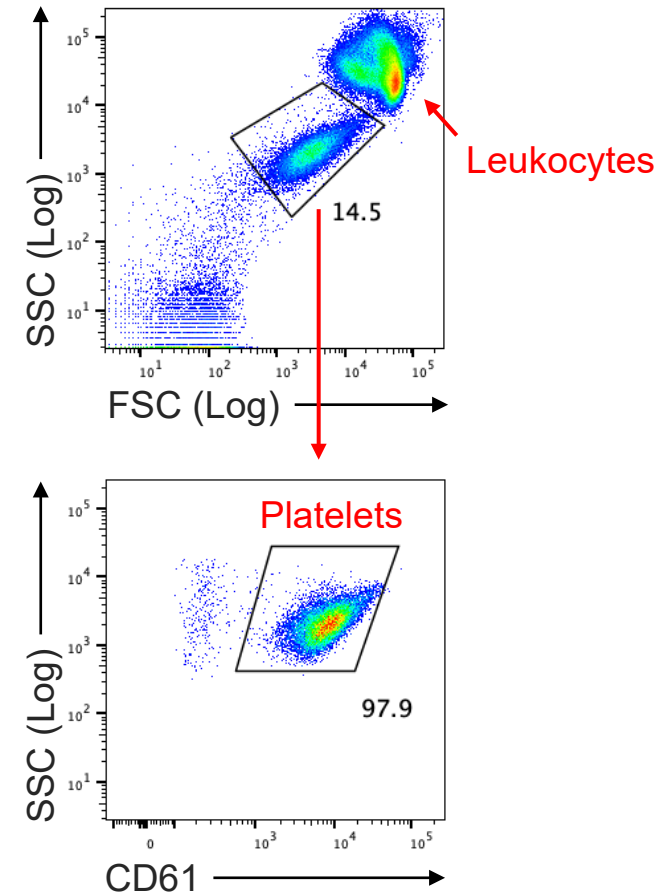 SSC (Log)
10⁵
10⁴
10³
10²
10¹
Leukocytes
14.5
10¹ 10² 10³ 10⁴ 10⁵
FSC (Log)
SSC (Log)
10⁵
10⁴
10³
10²
10¹
Platelets
97.9
0 10³ 10⁴ 10⁵
CD61